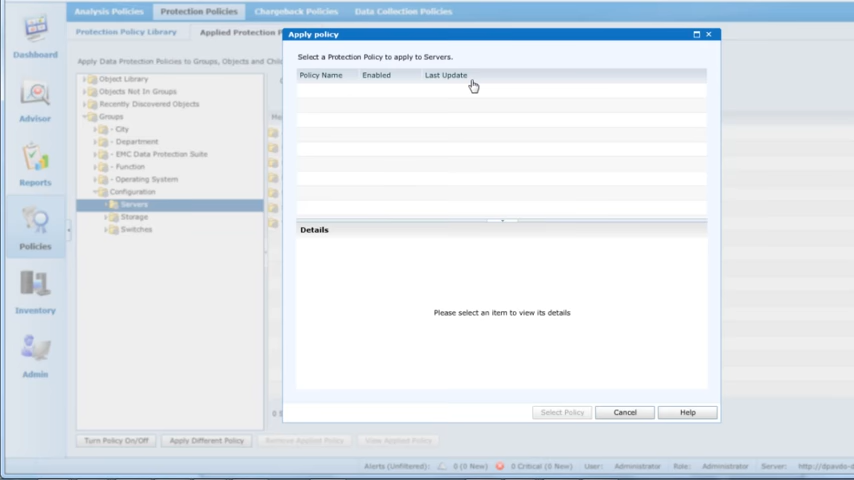 Analysis Policies Protection Policies Chargeback Policies Data Collection Policies
Protection Policy Library Applied Protection P
Apply Data Protection Policies to Groups, Objects and Chil
Dashboard
Advisor
Reports
Policies
Inventory
Admin
Object Library
Objects Not In Groups
Recently Discovered Objects
Groups
- City
- Department
- EMC Data Protection Suite
- Function
- Operating System
Configuration
Servers
Storage
Switches
Apply policy
Select a Protection Policy to apply to Servers.
Policy Name Enabled Last Update
Details
Please select an item to view its details
Select Policy Cancel Help
Turn Policy On/Off Apply Different Policy Remove Applied Policy View Applied Policy
Alerts (Unfiltered): 0 (0 New) 0 Critical (0 New) User: Administrator Role: Administrator Server: http://dpavito-d